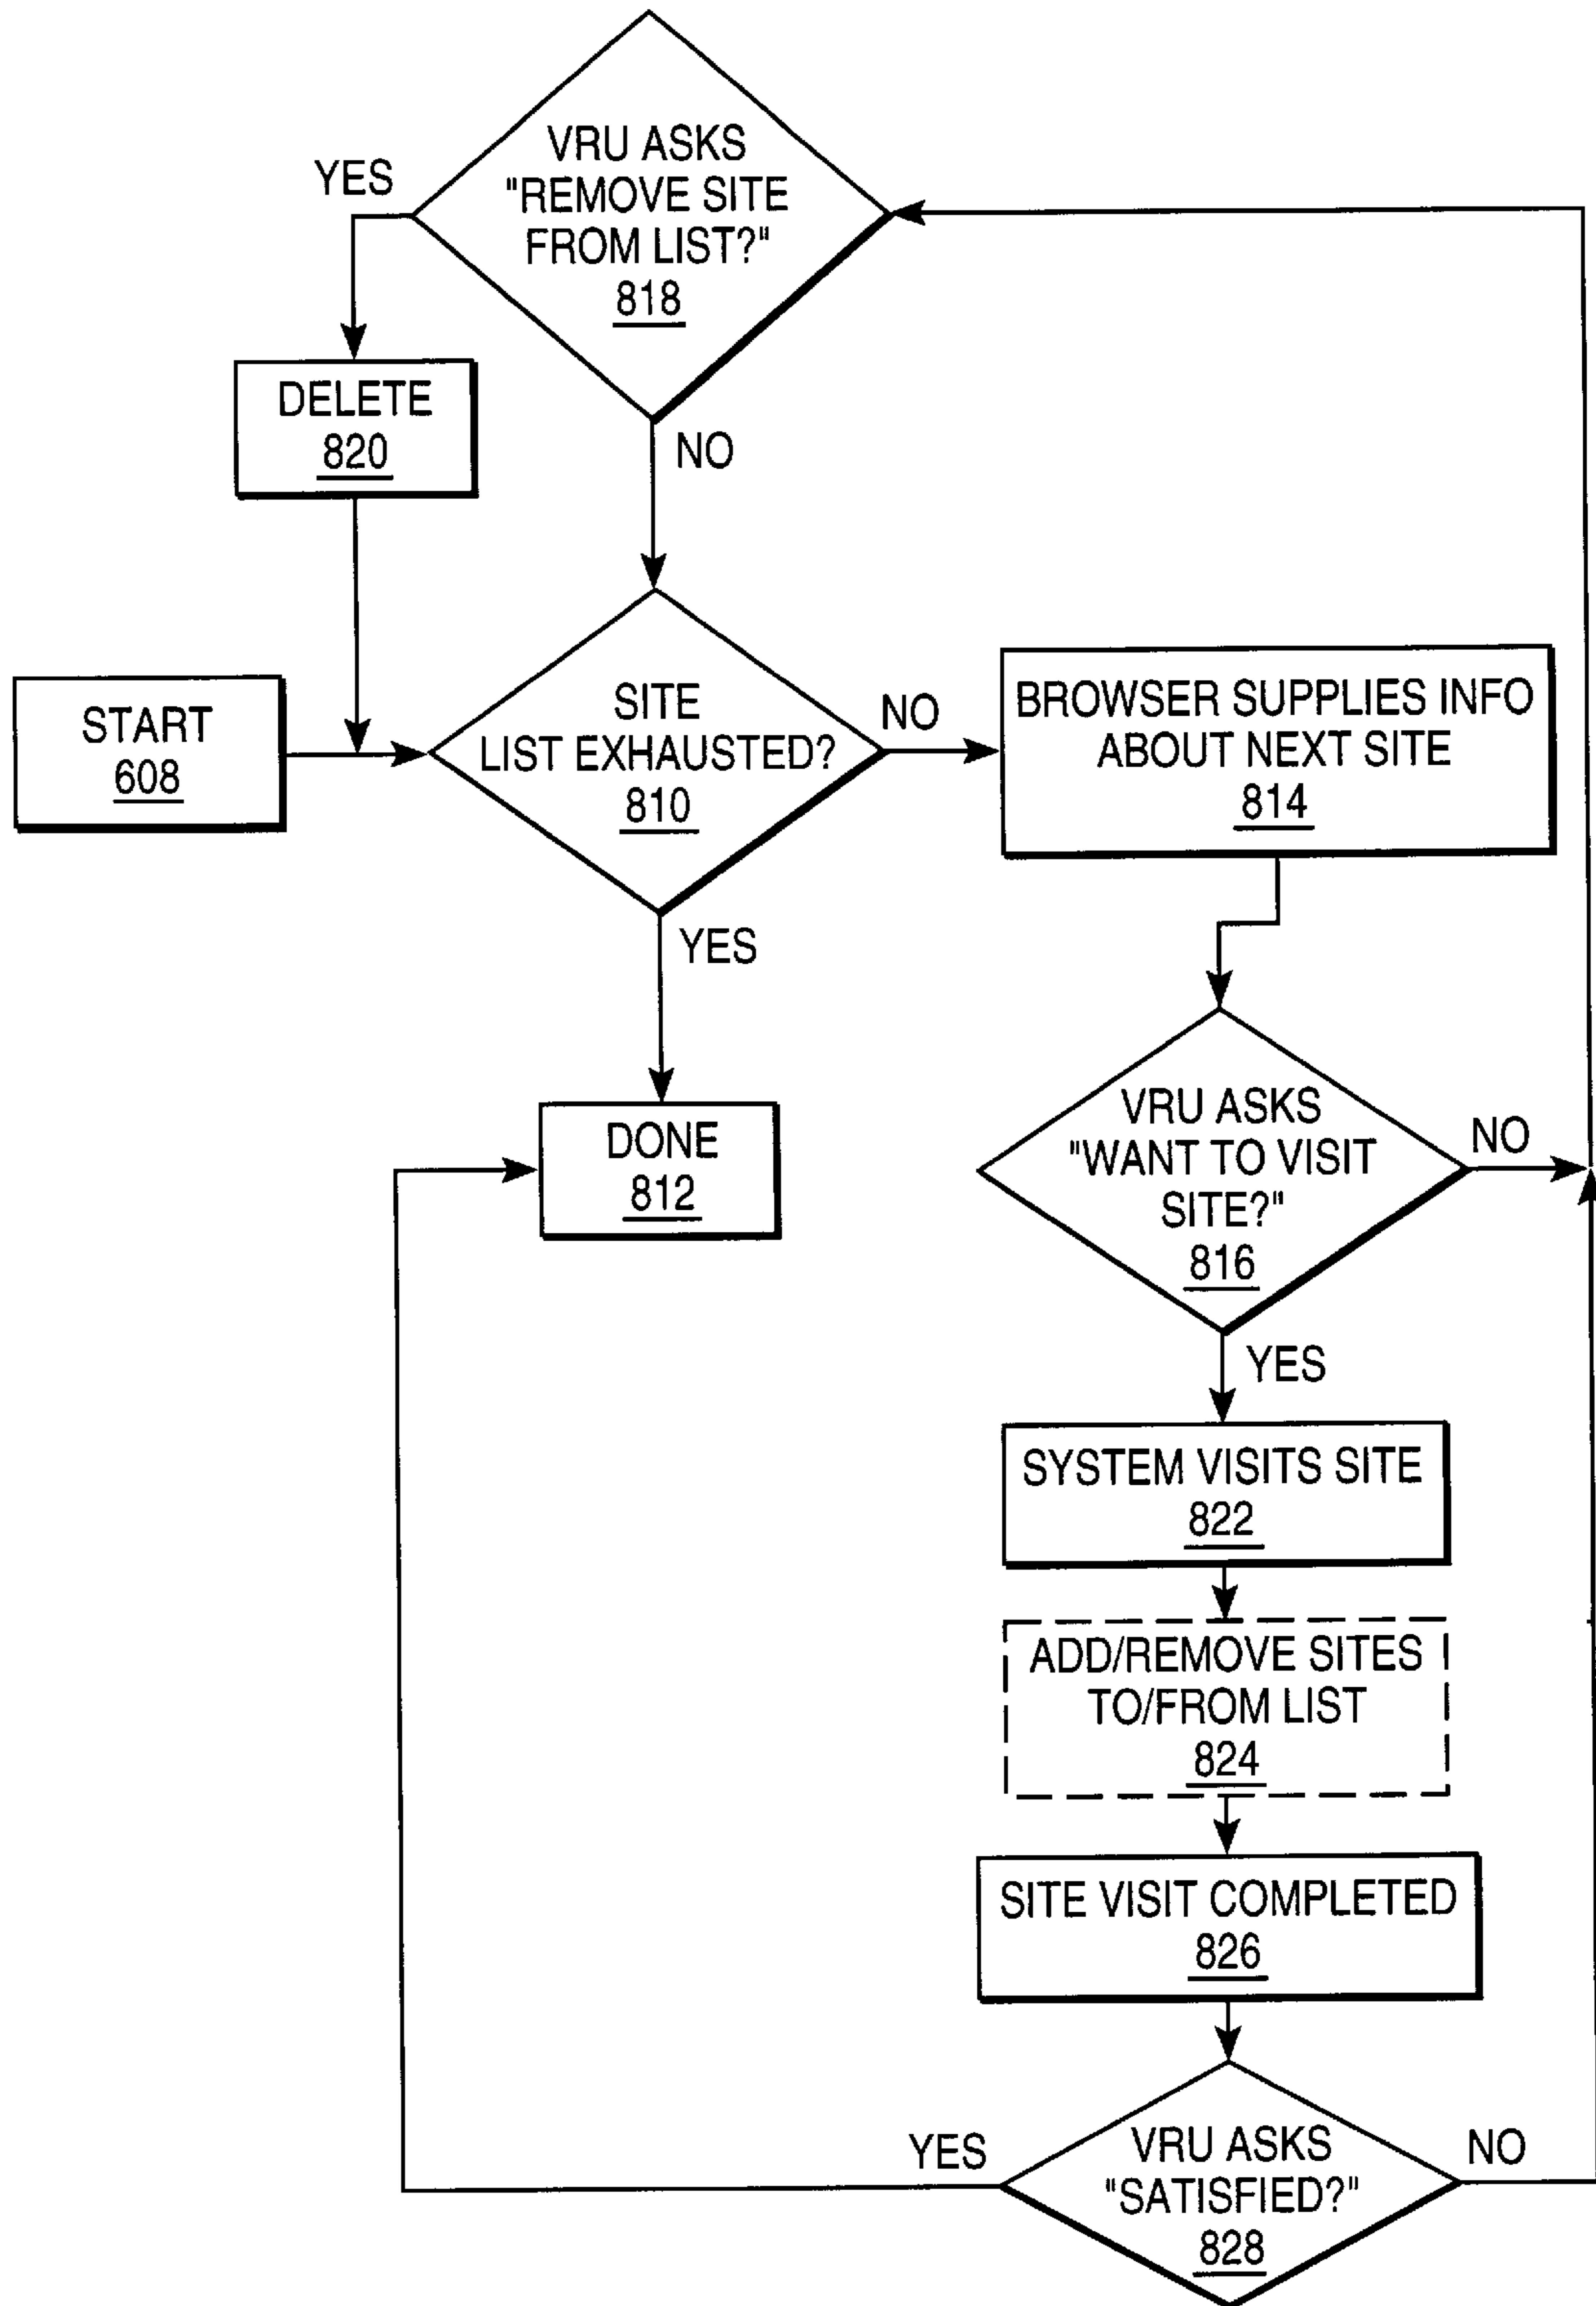 VRU ASKS
"REMOVE SITE
FROM LIST?"
818
YES
NO
DELETE
820
START
608
SITE
LIST EXHAUSTED?
810
NO
YES
BROWSER SUPPLIES INFO
ABOUT NEXT SITE
814
DONE
812
VRU ASKS
"WANT TO VISIT
SITE?"
816
NO
YES
SYSTEM VISITS SITE
822
ADD/REMOVE SITES
TO/FROM LIST
824
SITE VISIT COMPLETED
826
YES
VRU ASKS
"SATISFIED?"
828
NO